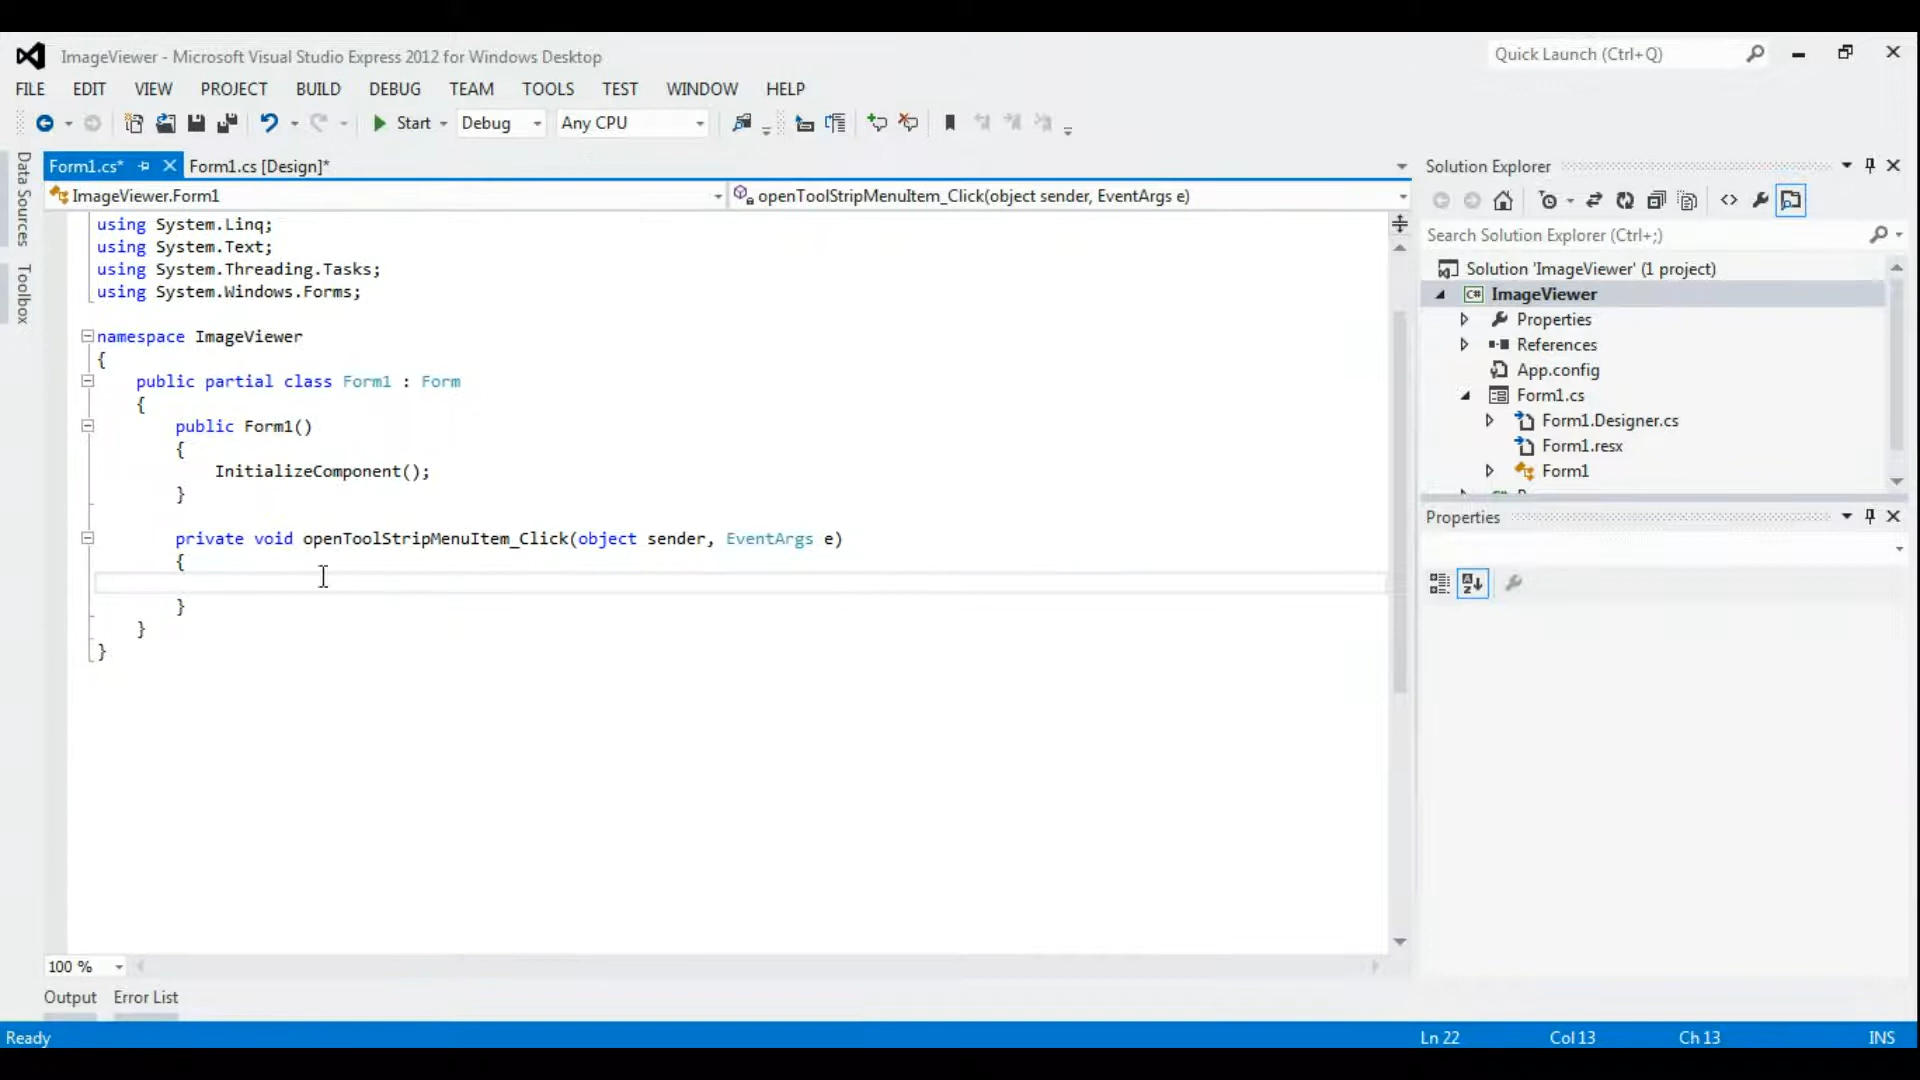 ImageViewer - Microsoft Visual Studio Express 2012 for Windows Desktop
Quick Launch (Ctrl+Q)
FILE EDIT VIEW PROJECT BUILD DEBUG TEAM TOOLS TEST WINDOW HELP
Start Debug Any CPU
Data Sources
Toolbox
Form1.cs* Form1.cs [Design]*
ImageViewer.Form1 openToolStripMenuItem_Click(object sender, EventArgs e)
using System.Linq;
using System.Text;
using System.Threading.Tasks;
using System.Windows.Forms;
namespace ImageViewer
{
public partial class Form1 : Form
{
public Form1()
{
InitializeComponent();
}
private void openToolStripMenuItem_Click(object sender, EventArgs e)
{
}
}
}
100 %
Output Error List
Solution Explorer
Search Solution Explorer (Ctrl+;)
Solution 'ImageViewer' (1 project)
C# ImageViewer
Properties
References
App.config
Form1.cs
Form1.Designer.cs
Form1.resx
Form1
Properties
Ready Ln 22 Col 13 Ch 13 INS